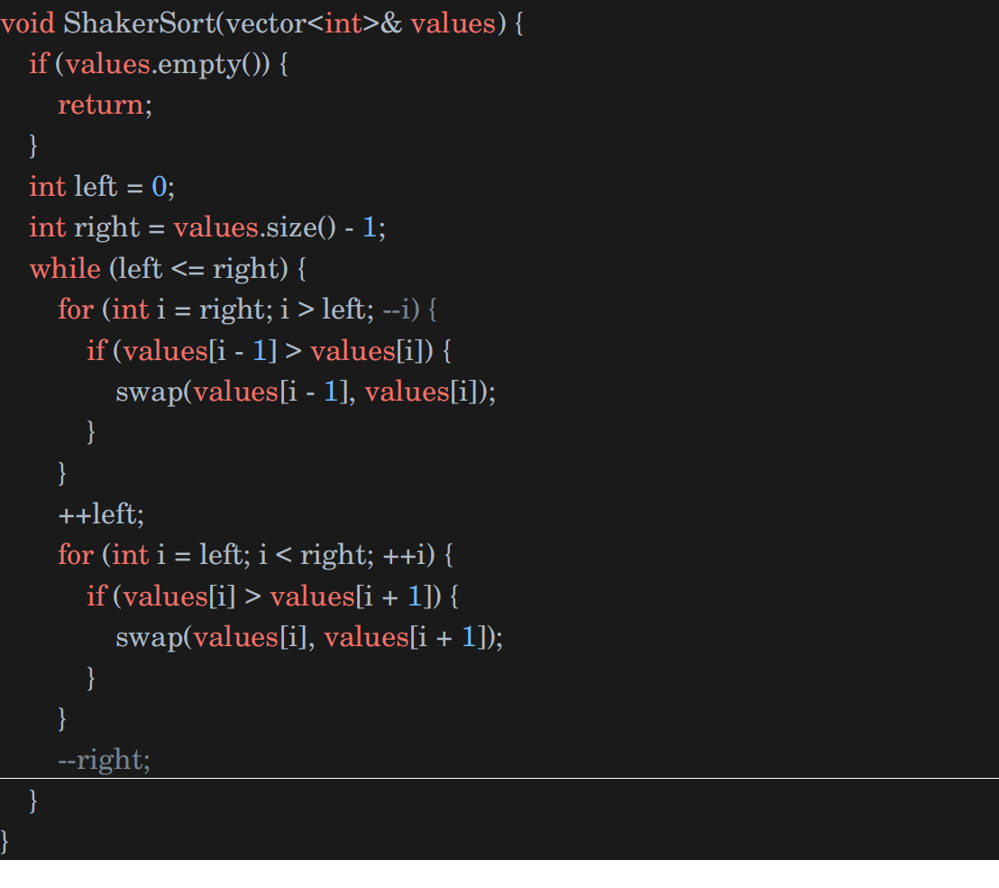 void ShakerSort(vector<int>& values) {
if (values.empty()) {
return;
}
int left = 0;
int right = values.size() - 1;
while (left <= right) {
for (int i = right; i > left; --i) {
if (values[i - 1] > values[i]) {
swap(values[i - 1], values[i]);
}
}
++left;
for (int i = left; i < right; ++i) {
if (values[i] > values[i + 1]) {
swap(values[i], values[i + 1]);
}
}
--right;
}
}